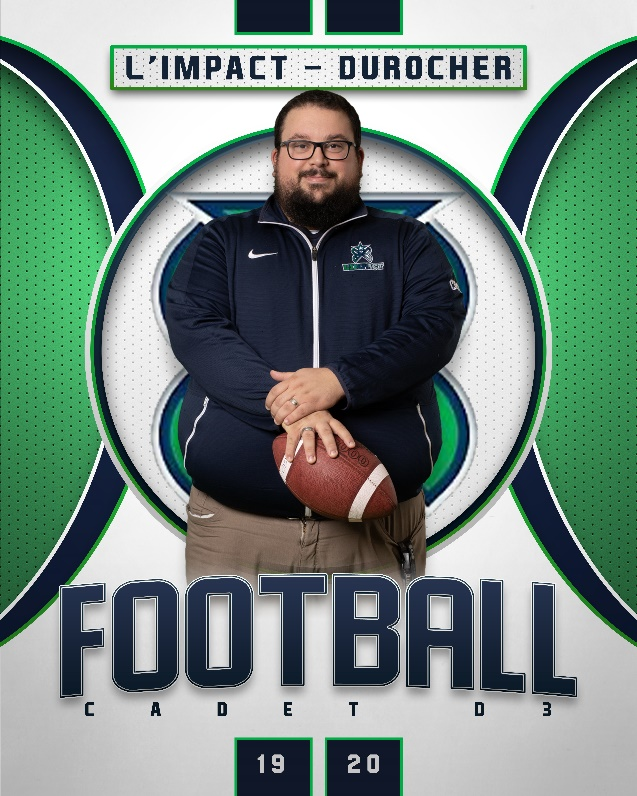 L'IMPACT – DUROCHER
FOOTBALL
CADET D3
19 20